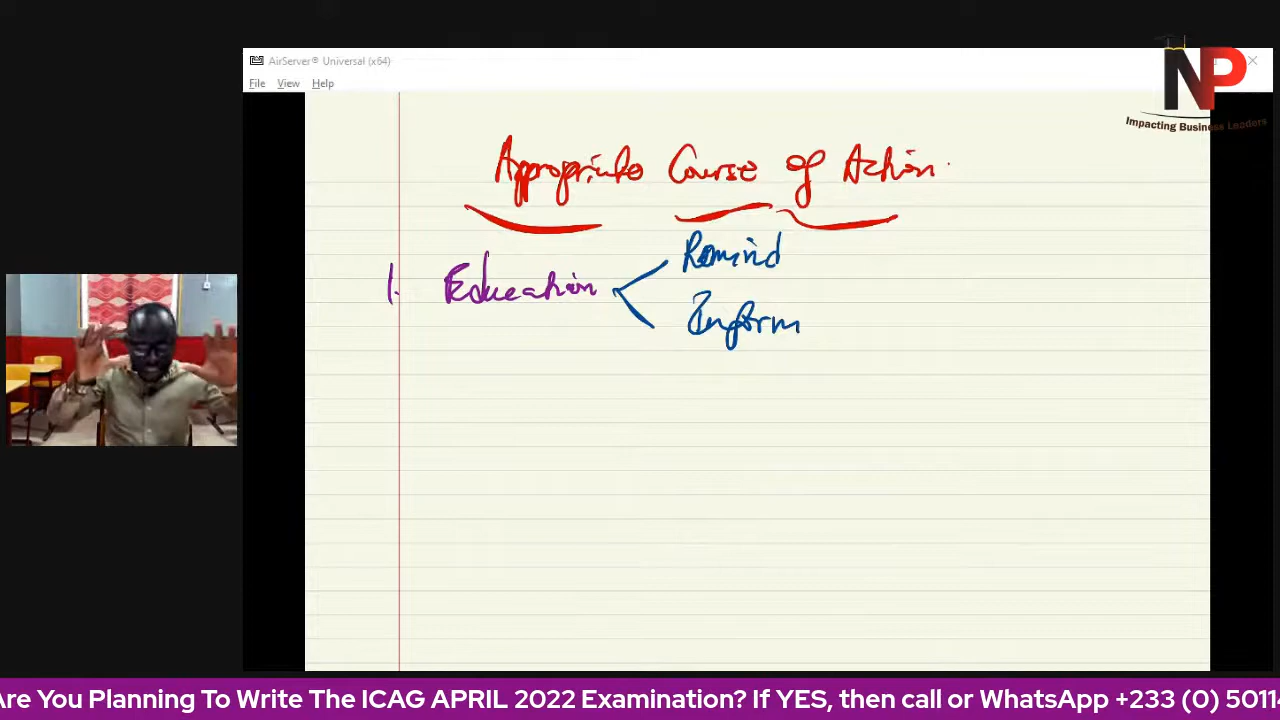 AirServer® Universal (x64)
File View Help
NP
Impacting Business Leaders
Appropriate Course of Action.
1. Education
Remind
Inform
Are You Planning To Write The ICAG APRIL 2022 Examination? If YES, then call or WhatsApp +233 (0) 5011